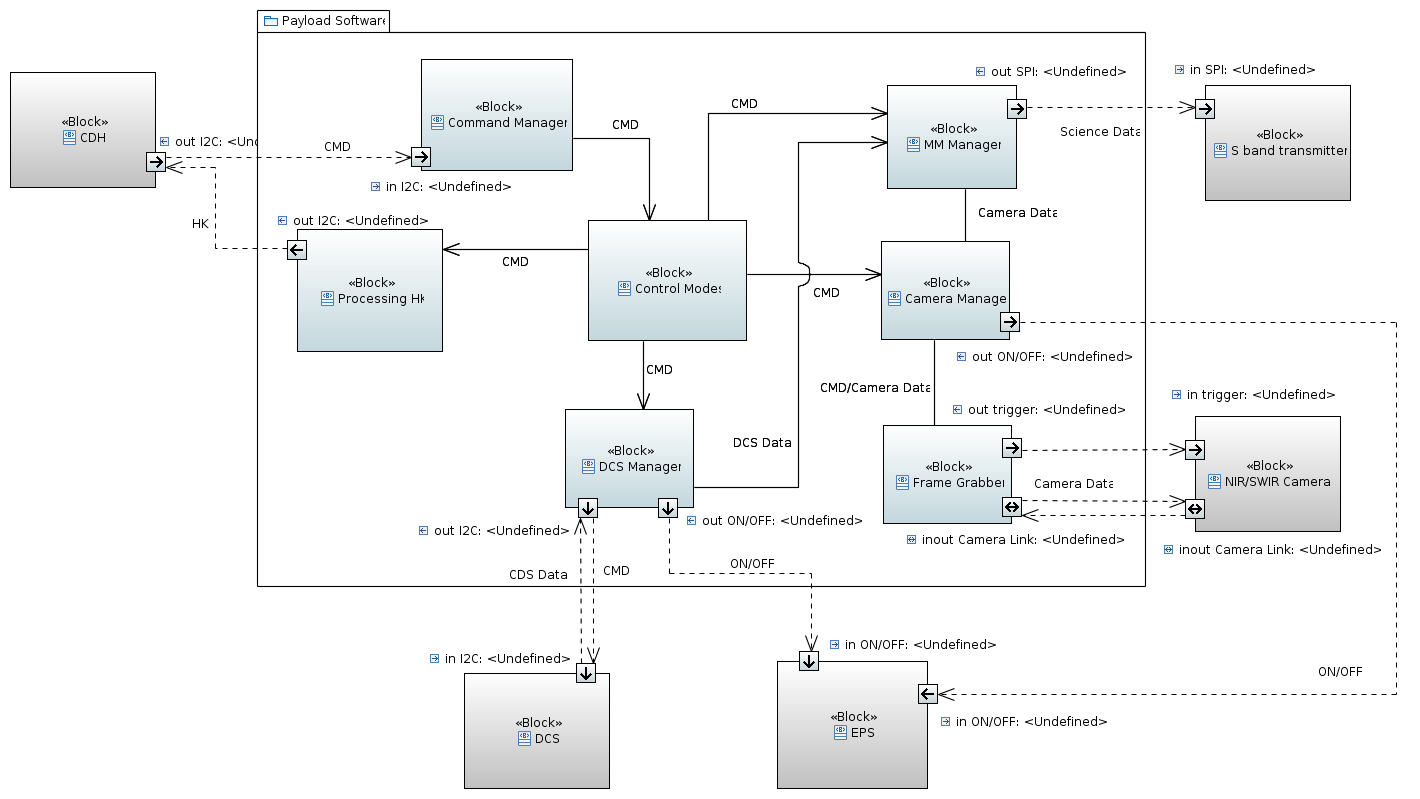 Payload Software
out SPI: <Undefined>
in SPI: <Undefined>
«Block»
CDH
out I2C: <Und
CMD
«Block»
Command Manager
in I2C: <Undefined>
CMD
CMD
«Block»
MM Manager
Science Data
«Block»
S band transmitter
HK
out I2C: <Undefined>
«Block»
Processing HK
CMD
«Block»
Control Modes
CMD
Camera Data
«Block»
Camera Manage
out ON/OFF: <Undefined>
CMD
CMD/Camera Data
out trigger: <Undefined>
in trigger: <Undefined>
«Block»
DCS Manager
DCS Data
«Block»
Frame Grabber
Camera Data
«Block»
NIR/SWIR Camera
out I2C: <Undefined>
out ON/OFF: <Undefined>
inout Camera Link: <Undefined>
inout Camera Link: <Undefined>
CDS Data
CMD
ON/OFF
in I2C: <Undefined>
in ON/OFF: <Undefined>
ON/OFF
«Block»
DCS
«Block»
EPS
in ON/OFF: <Undefined>